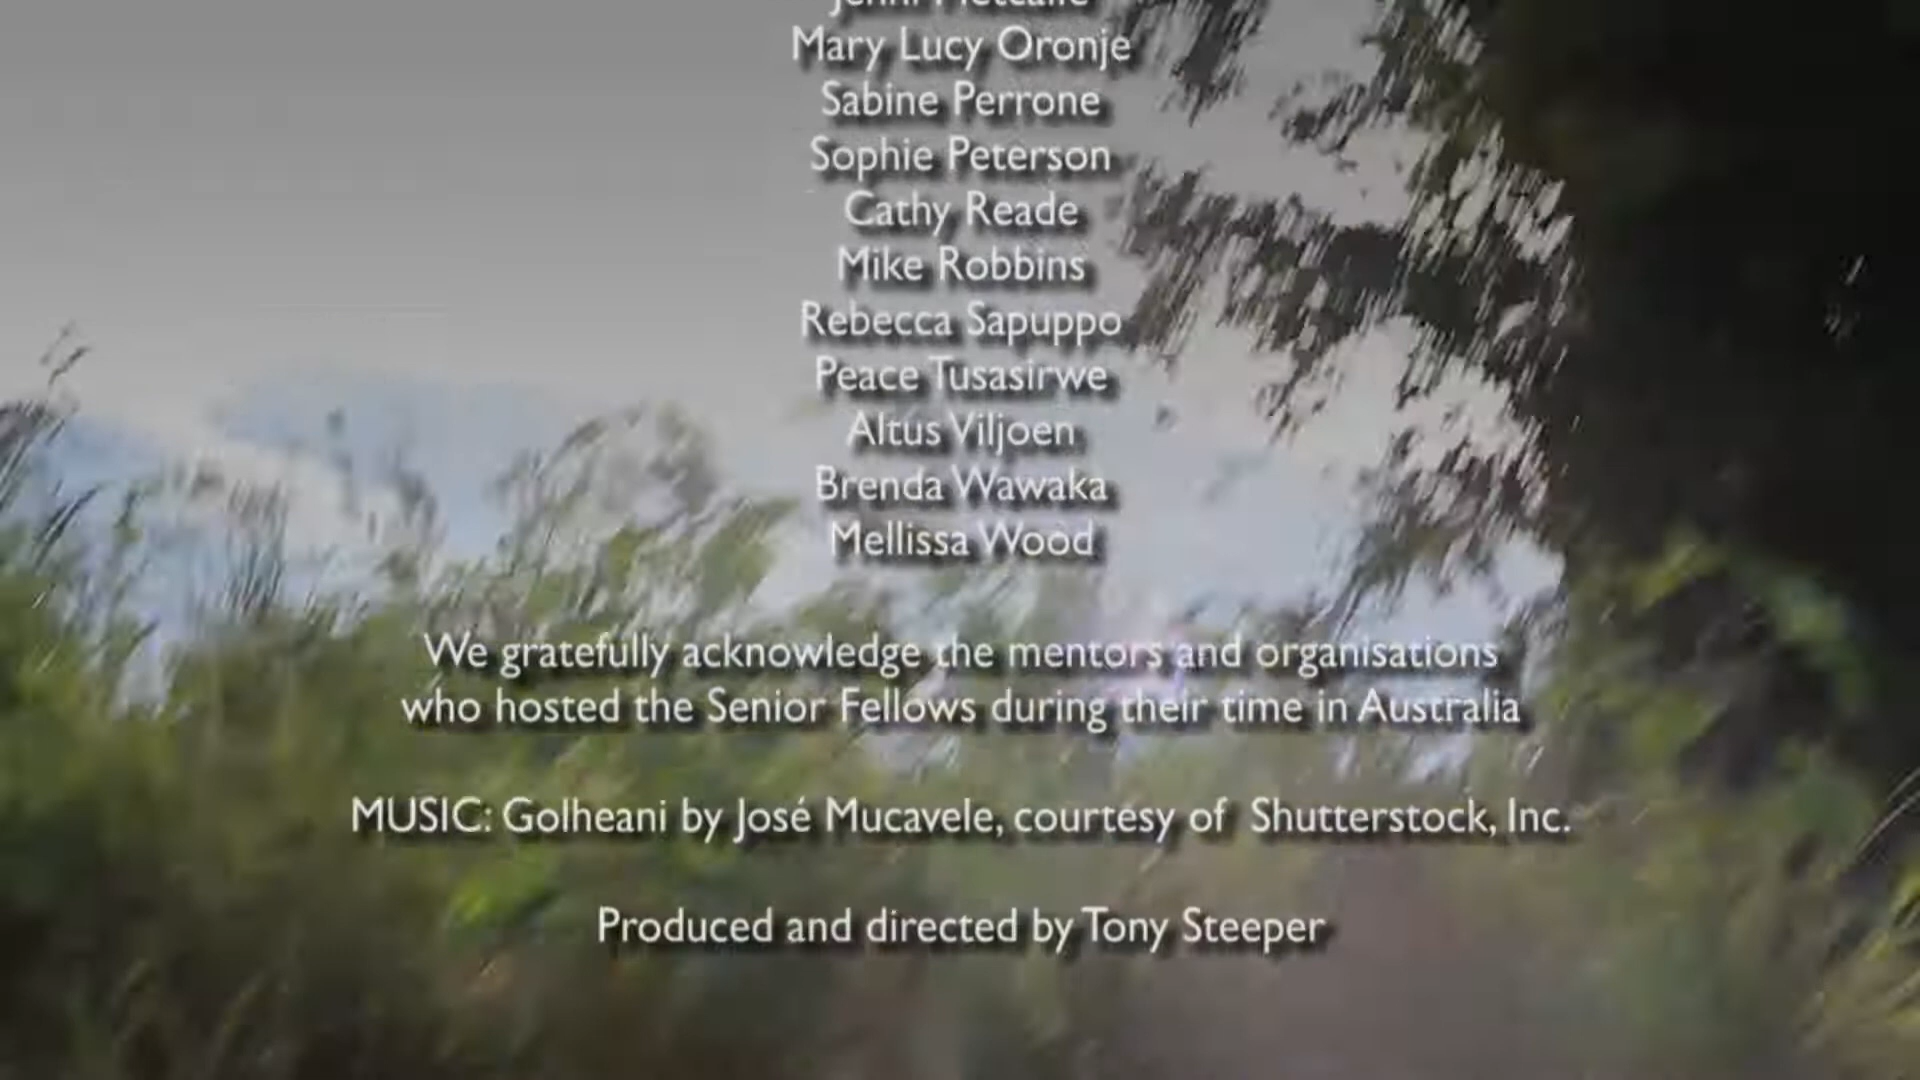 Mary Lucy Oronje
Sabine Perrone
Sophie Peterson
Cathy Reade
Mike Robbins
Rebecca Sapuppo
Peace Tusasirwe
Altus Viljoen
Brenda Wawaka
Mellissa Wood
We gratefully acknowledge the mentors and organisations
who hosted the Senior Fellows during their time in Australia
MUSIC: Golheani by José Mucavele, courtesy of Shutterstock, Inc.
Produced and directed by Tony Steeper